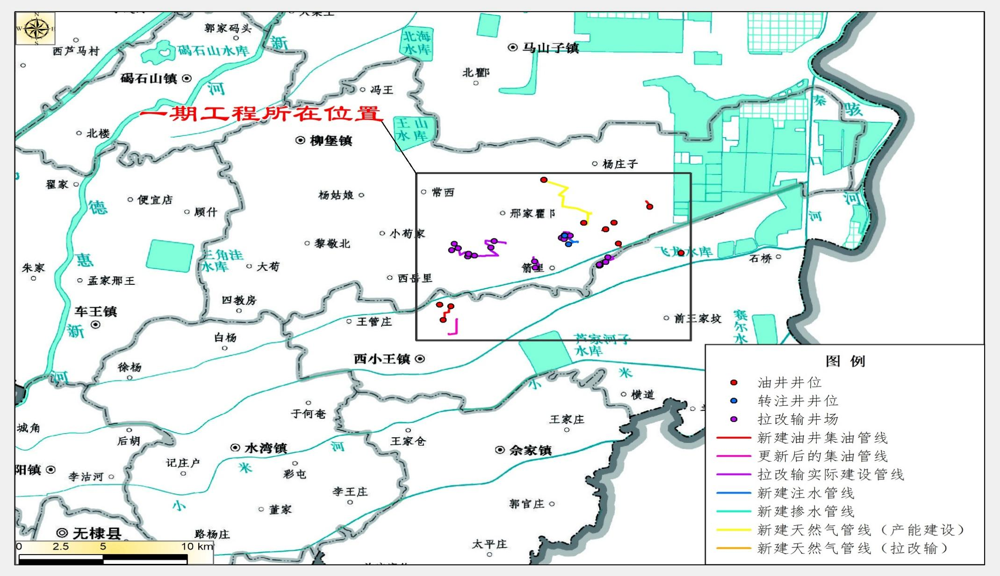 N
W
E
S
郭家码头
新
西芦马村
碣石山水库
北海
水库
马山子镇
碣石山镇
河
北瞿阝
冯王
秦
骇
一期工程所在位置
王山
水库
北楼
柳堡镇
口
杨庄子
翟家
便宜店
德
顾什
杨姑娘
常西
邢家瞿阝
河
河
小荀家
黎敬北
三角洼
水库
飞龙水库
石桥
惠
朱家
大荀
箭里
孟家邢王
西岳里
四教房
车王镇
王管庄
前王家坟
赛
尔
水
新
白杨
芦家河子
水库
西小王镇
徐杨
河
小
米
横道
于何奄
王家庄
城角
后胡
王家仓
水湾镇
河
佘家镇
记庄户
米
彩屯
阳镇
李沽河
李王庄
小
董家
郭官庄
无棣县
路杨庄
太平庄
0
2.5
5
10 km
图 例
油井井位
转注井井位
拉改输井场
新建油井集油管线
更新后的集油管线
拉改输实际建设管线
新建注水管线
新建掺水管线
新建天然气管线（产能建设）
新建天然气管线（拉改输）